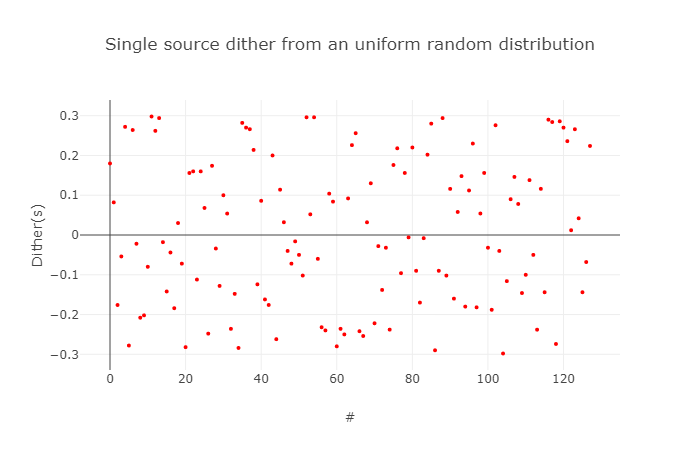 Single source dither from an uniform random distribution
0.3
0.2
0.1
0
−0.1
−0.2
−0.3
Dither(s)
0 20 40 60 80 100 120
#